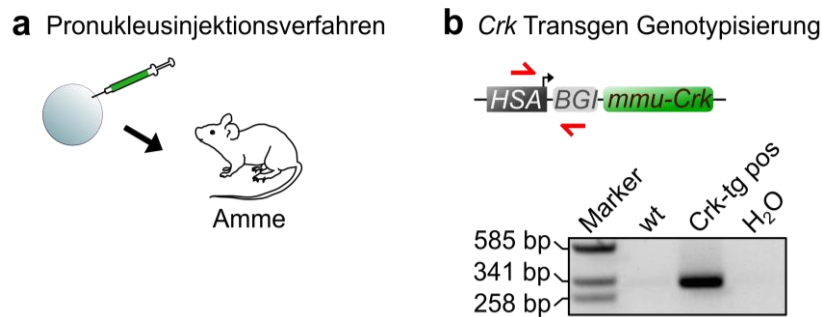 a Pronukleusinjektionsverfahren
Amme
b Crk Transgen Genotypisierung
HSA BGI mmu-Crk
Marker
wt
Crk-tg pos
H₂O
585 bp
341 bp
258 bp